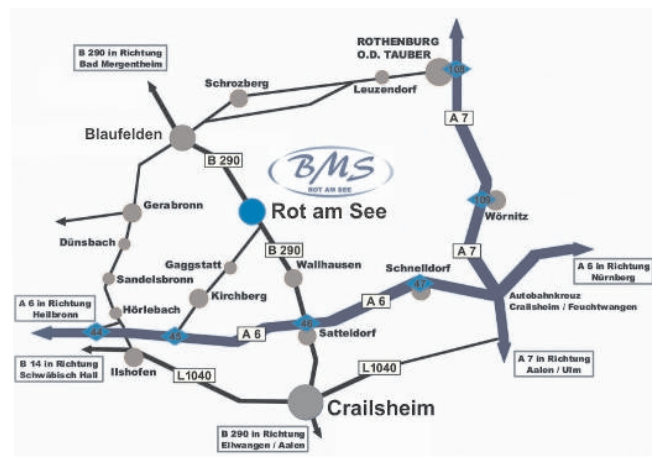 B 290 in Richtung
Bad Mergentheim
ROTHENBURG
O.D. TAUBER
108
Schrozberg
Leuzendorf
A 7
Blaufelden
B 290
BMS
ROT AM SEE
109
Wörnitz
Gerabronn
Rot am See
Dünsbach
B 290
A 7
Gaggstatt
Wallhausen
Schnelldorf
A 6 in Richtung
Nürnberg
Sandelsbronn
Kirchberg
47
A 6 in Richtung
Heilbronn
Hörlebach
A 6
Autobahnkreuz
Crailsheim / Feuchtwangen
44
45
A 6
46
Satteldorf
B 14 in Richtung
Schwäbisch Hall
Ilshofen
L1040
L1040
A 7 in Richtung
Aalen / Ulm
Crailsheim
B 290 in Richtung
Ellwangen / Aalen